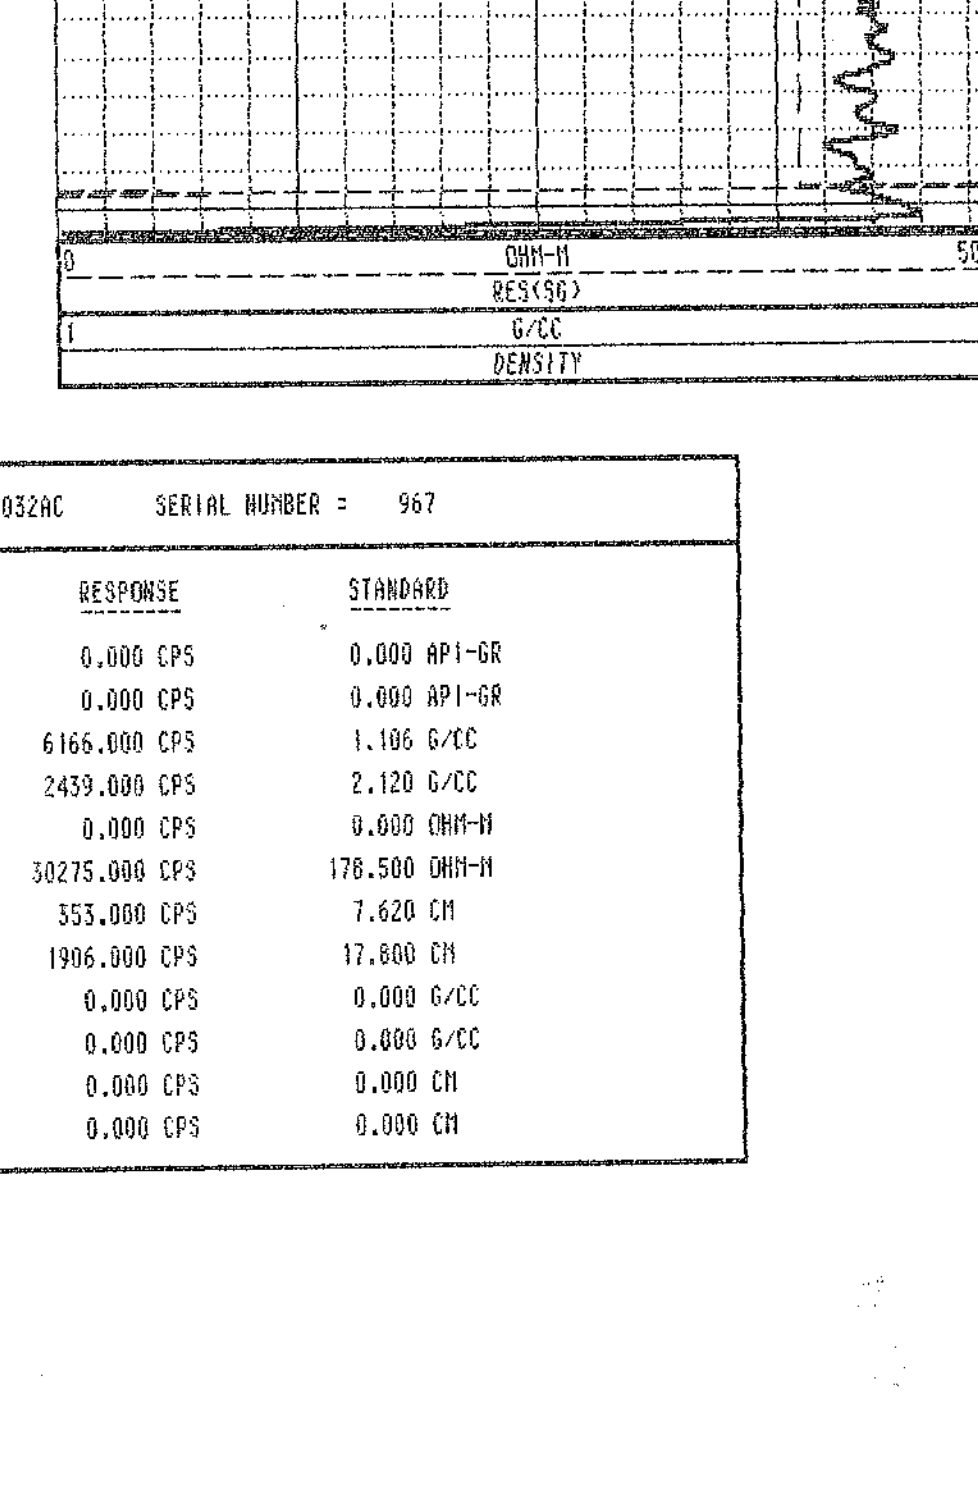 0 OHM-M 50
RES(SG)
1 G/CC
DENSITY
032AC SERIAL NUMBER = 967
RESPONSE STANDARD
0.000 CPS 0.000 API-GR
0.000 CPS 0.000 API-GR
6166.000 CPS 1.106 G/CC
2439.000 CPS 2.120 G/CC
0.000 CPS 0.000 OHM-M
30275.000 CPS 178.500 OHM-M
353.000 CPS 7.620 CM
1906.000 CPS 17.800 CM
0.000 CPS 0.000 G/CC
0.000 CPS 0.000 G/CC
0.000 CPS 0.000 CM
0.000 CPS 0.000 CM